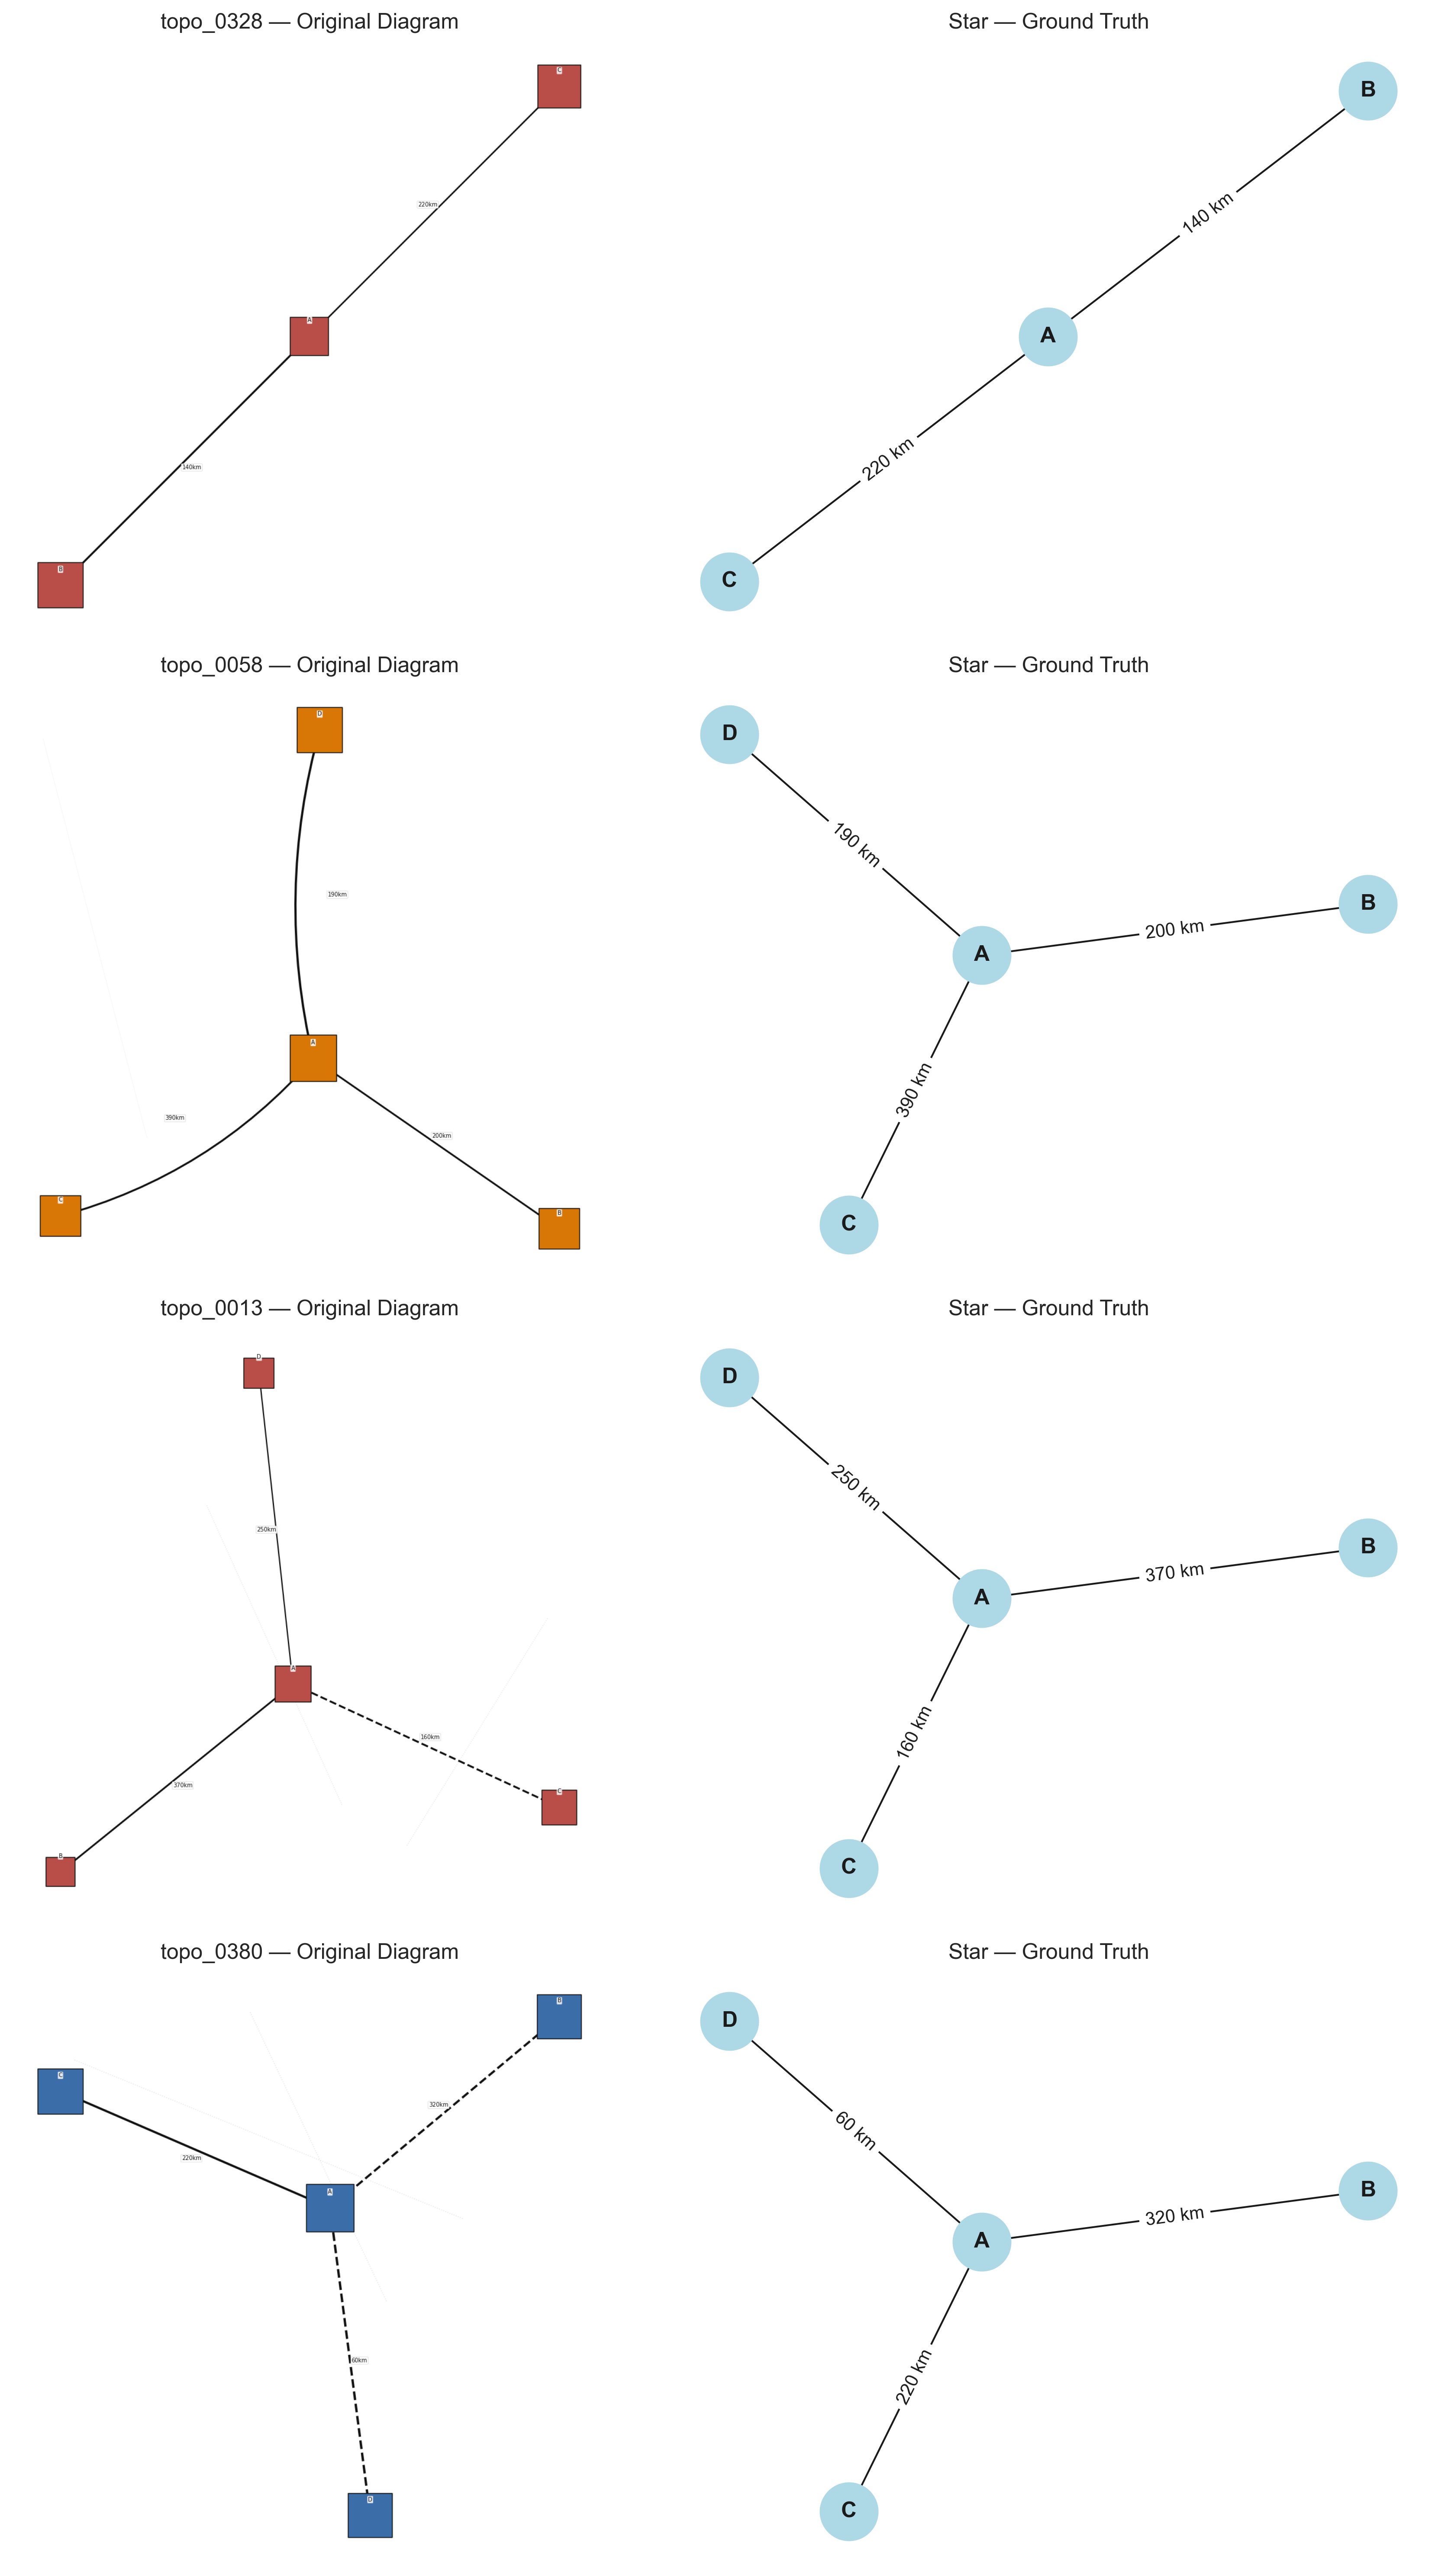 topo_0328 — Original Diagram
Star — Ground Truth
C
220km
A
140km
B
B
140 km
A
220 km
C
topo_0058 — Original Diagram
Star — Ground Truth
D
190km
A
390km
200km
C
B
D
190 km
B
200 km
A
390 km
C
topo_0013 — Original Diagram
Star — Ground Truth
D
250km
A
160km
370km
C
B
D
250 km
B
370 km
A
160 km
C
topo_0380 — Original Diagram
Star — Ground Truth
B
C
320km
220km
A
60km
D
D
60 km
B
320 km
A
220 km
C